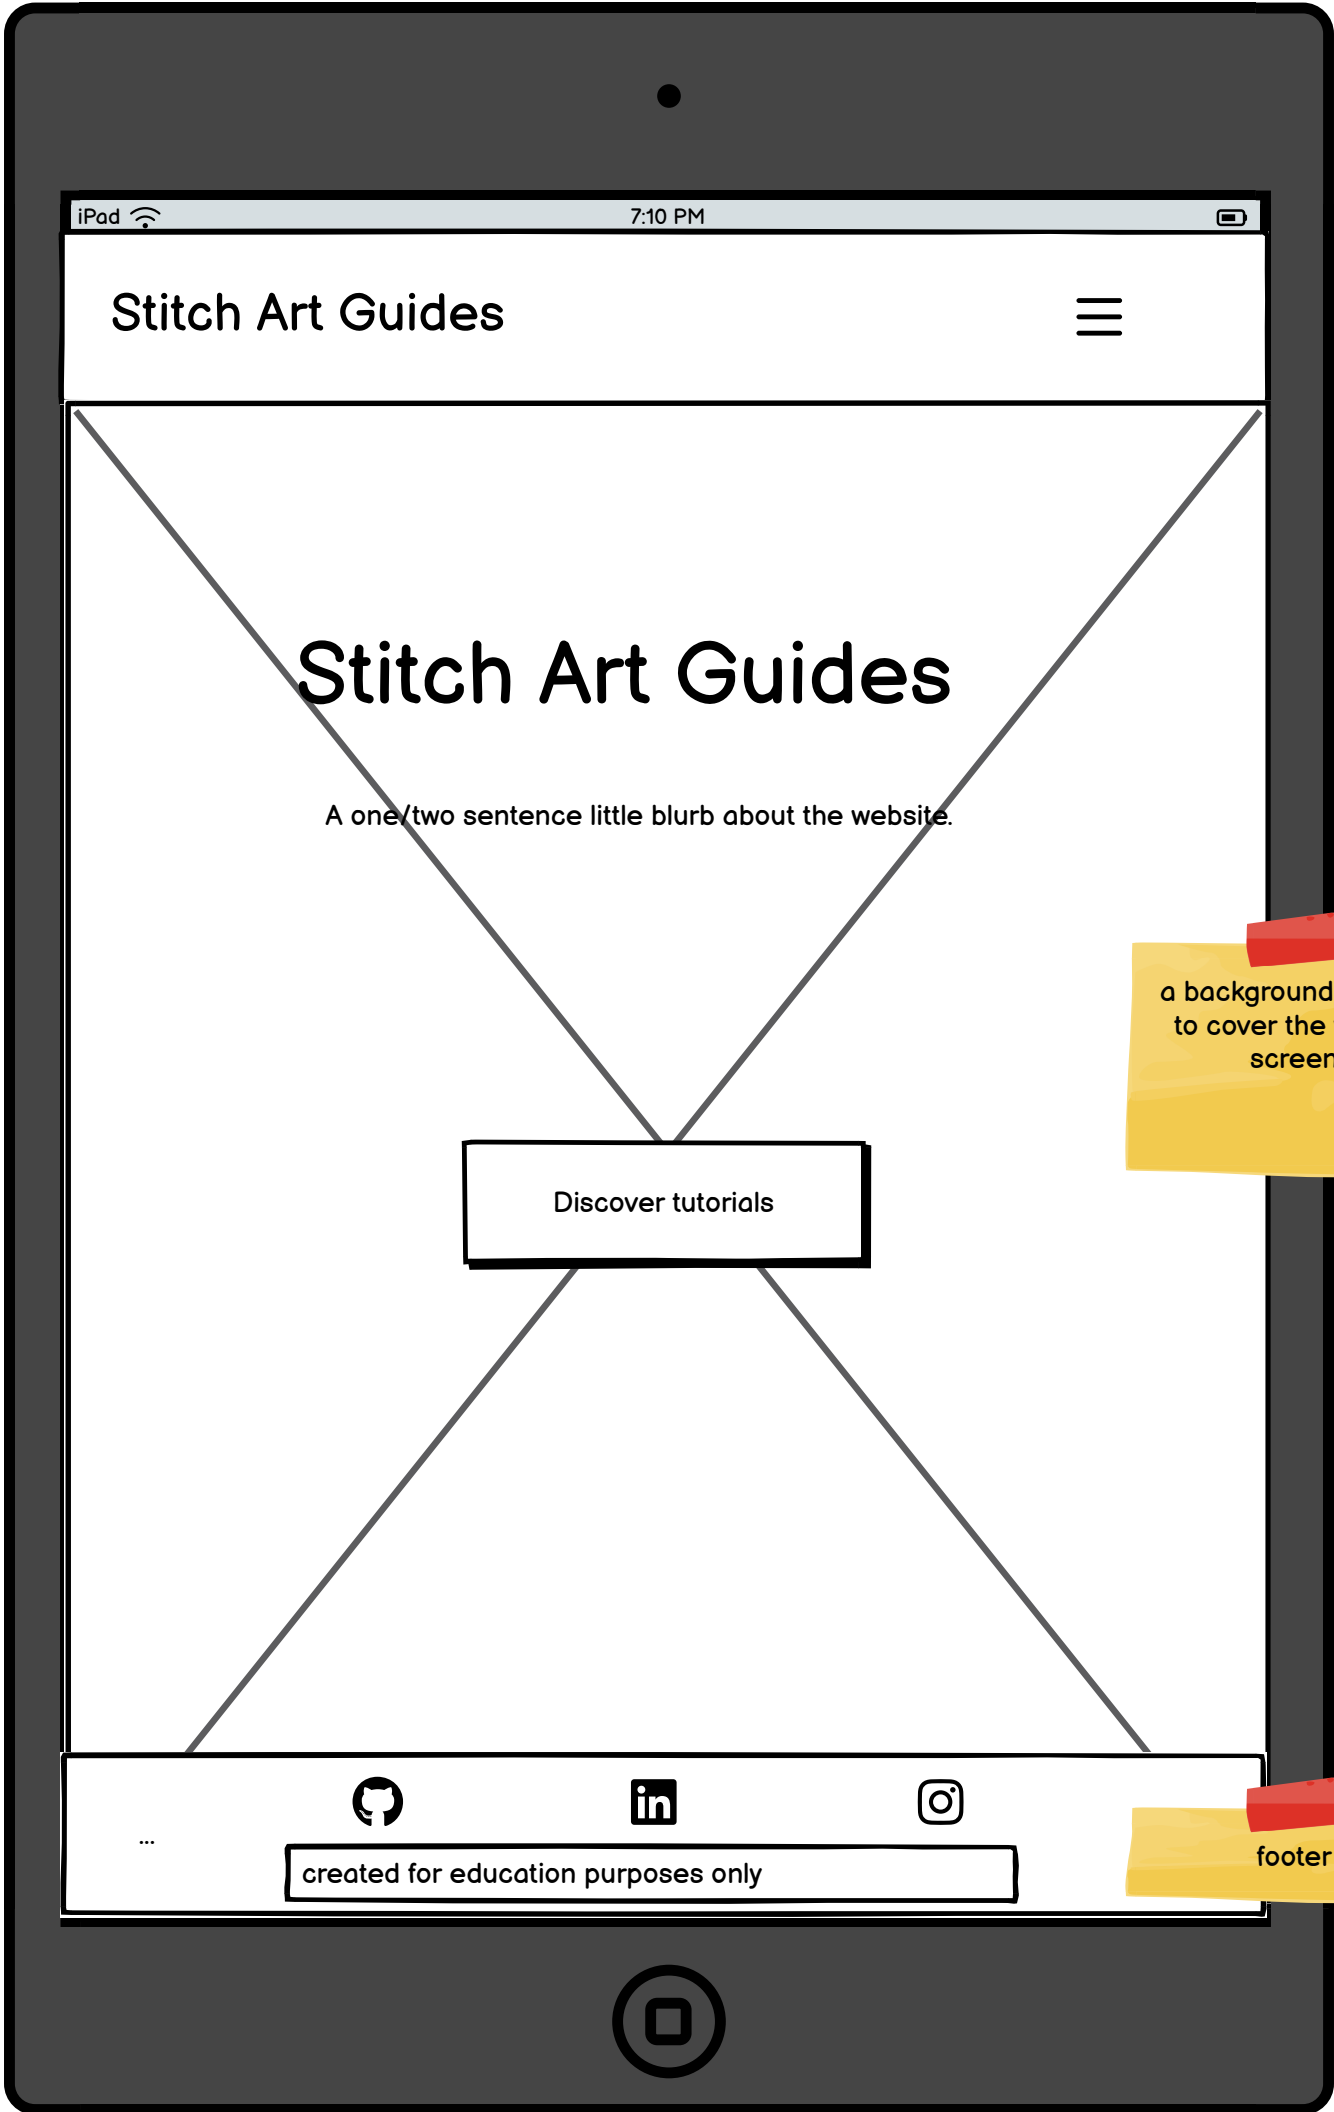 iPad
7:10 PM
Stitch Art Guides
Stitch Art Guides
A one/two sentence little blurb about the website.
a background
to cover the
screen
Discover tutorials
in
...
created for education purposes only
footer